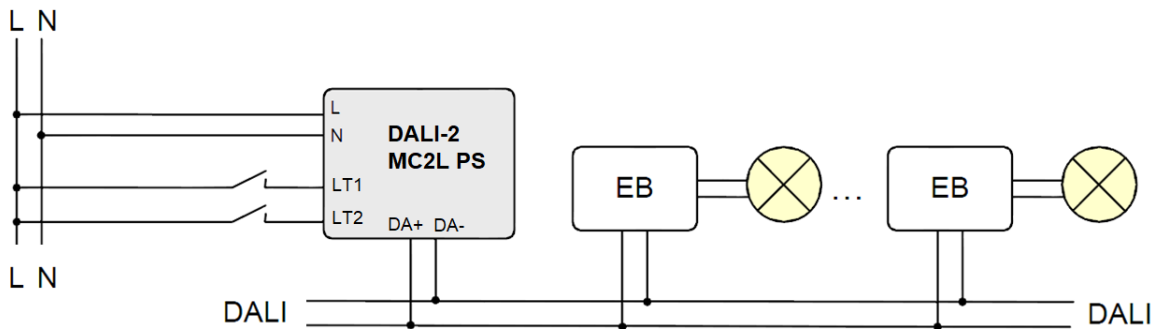 L N
L
N
DALI-2
MC2L PS
LT1
LT2
DA+ DA-
EB
...
EB
L N
DALI
DALI